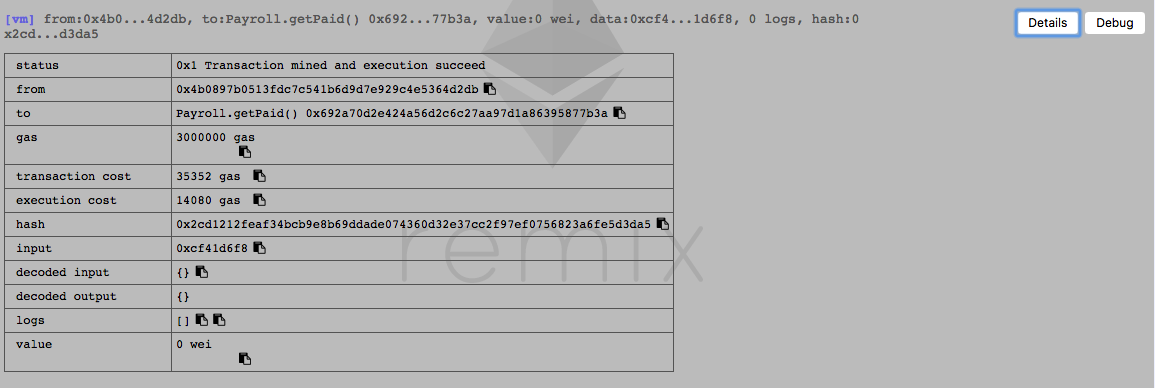 [vm] from:0x4b0...4d2db, to:Payroll.getPaid() 0x692...77b3a, value:0 wei, data:0xcf4...1d6f8, 0 logs, hash:0
x2cd...d3da5
Details
Debug
status 0x1 Transaction mined and execution succeed
from 0x4b0897b0513fdc7c541b6d9d7e929c4e5364d2db
to Payroll.getPaid() 0x692a70d2e424a56d2c6c27aa97d1a86395877b3a
gas 3000000 gas
transaction cost 35352 gas
execution cost 14080 gas
hash 0x2cd1212feaf34bcb9e8b69ddade074360d32e37cc2f97ef0756823a6fe5d3da5
input 0xcf41d6f8
decoded input {}
decoded output {}
logs []
value 0 wei
remix